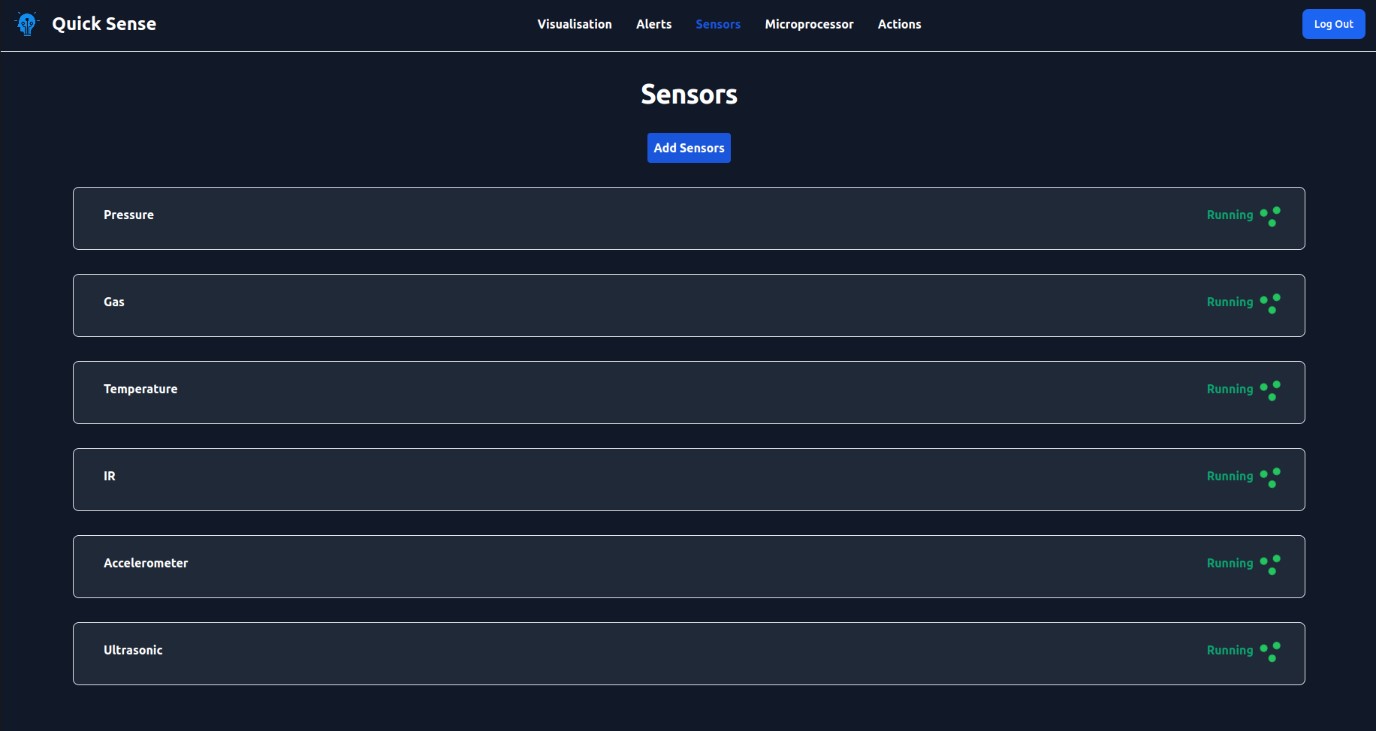 Quick Sense
Visualisation Alerts Sensors Microprocessor Actions
Log Out
Sensors
Add Sensors
Pressure Running
Gas Running
Temperature Running
IR Running
Accelerometer Running
Ultrasonic Running